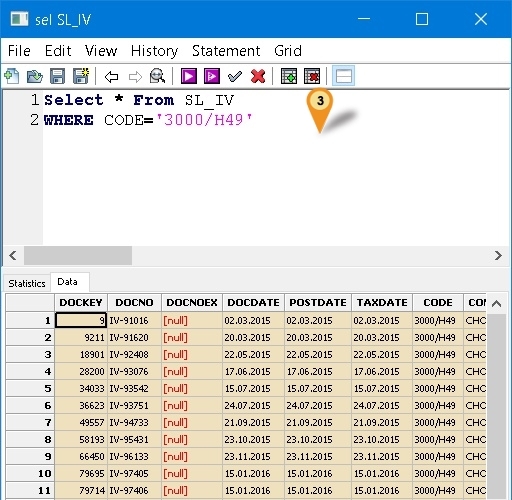 sel SL_IV
File Edit View History Statement Grid
3
1 Select * From SL_IV
2 WHERE CODE='3000/H49'
Statistics Data
DOCKEY DOCNO DOCNOEX DOCDATE POSTDATE TAXDATE CODE COM
1 9 IV-91016 [null] 02.03.2015 02.03.2015 02.03.2015 3000/H49 CHC
2 9211 IV-91620 [null] 20.03.2015 20.03.2015 20.03.2015 3000/H49 CHC
3 18901 IV-92408 [null] 22.05.2015 22.05.2015 22.05.2015 3000/H49 CHC
4 28200 IV-93076 [null] 17.06.2015 17.06.2015 17.06.2015 3000/H49 CHC
5 34033 IV-93542 [null] 15.07.2015 15.07.2015 15.07.2015 3000/H49 CHC
6 36623 IV-93751 [null] 24.07.2015 24.07.2015 24.07.2015 3000/H49 CHC
7 49557 IV-94733 [null] 21.09.2015 21.09.2015 21.09.2015 3000/H49 CHC
8 58193 IV-95431 [null] 23.10.2015 23.10.2015 23.10.2015 3000/H49 CHC
9 66450 IV-96133 [null] 23.11.2015 23.11.2015 23.11.2015 3000/H49 CHC
10 79695 IV-97405 [null] 15.01.2016 15.01.2016 15.01.2016 3000/H49 CHC
11 79714 IV-97406 [null] 15.01.2016 15.01.2016 15.01.2016 3000/H49 CHC